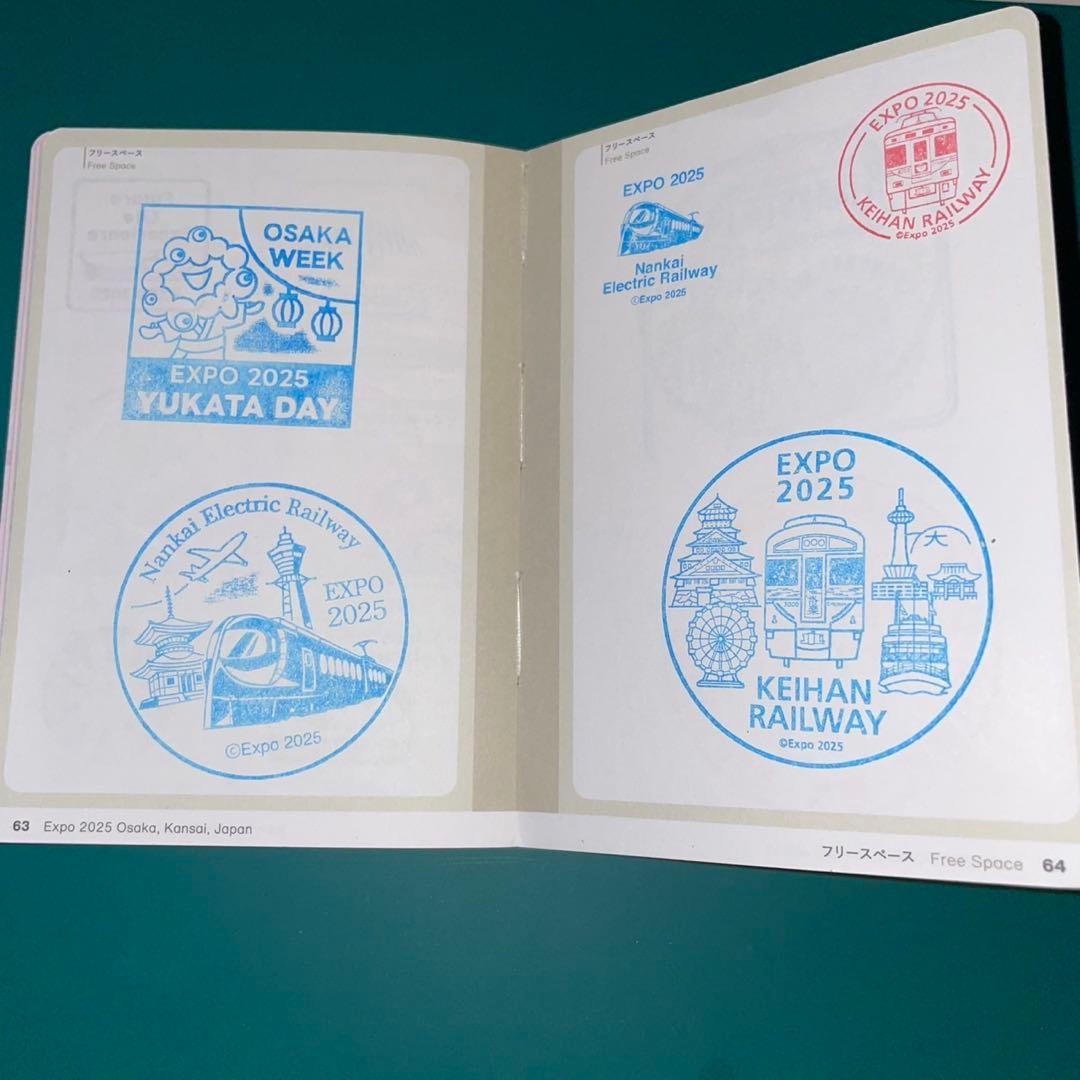 フリースペース
Free Space
OSAKA
WEEK
EXPO 2025
YUKATA DAY
Nankai Electric Railway
EXPO
2025
©Expo 2025
63 Expo 2025 Osaka, Kansai, Japan
フリースペース
Free Space
EXPO 2025
Nankai
Electric Railway
©Expo 2025
EXPO 2025
KEIHAN RAILWAY
©Expo 2025
EXPO
2025
大
3000
KEIHAN
RAILWAY
©Expo 2025
フリースペース Free Space 64